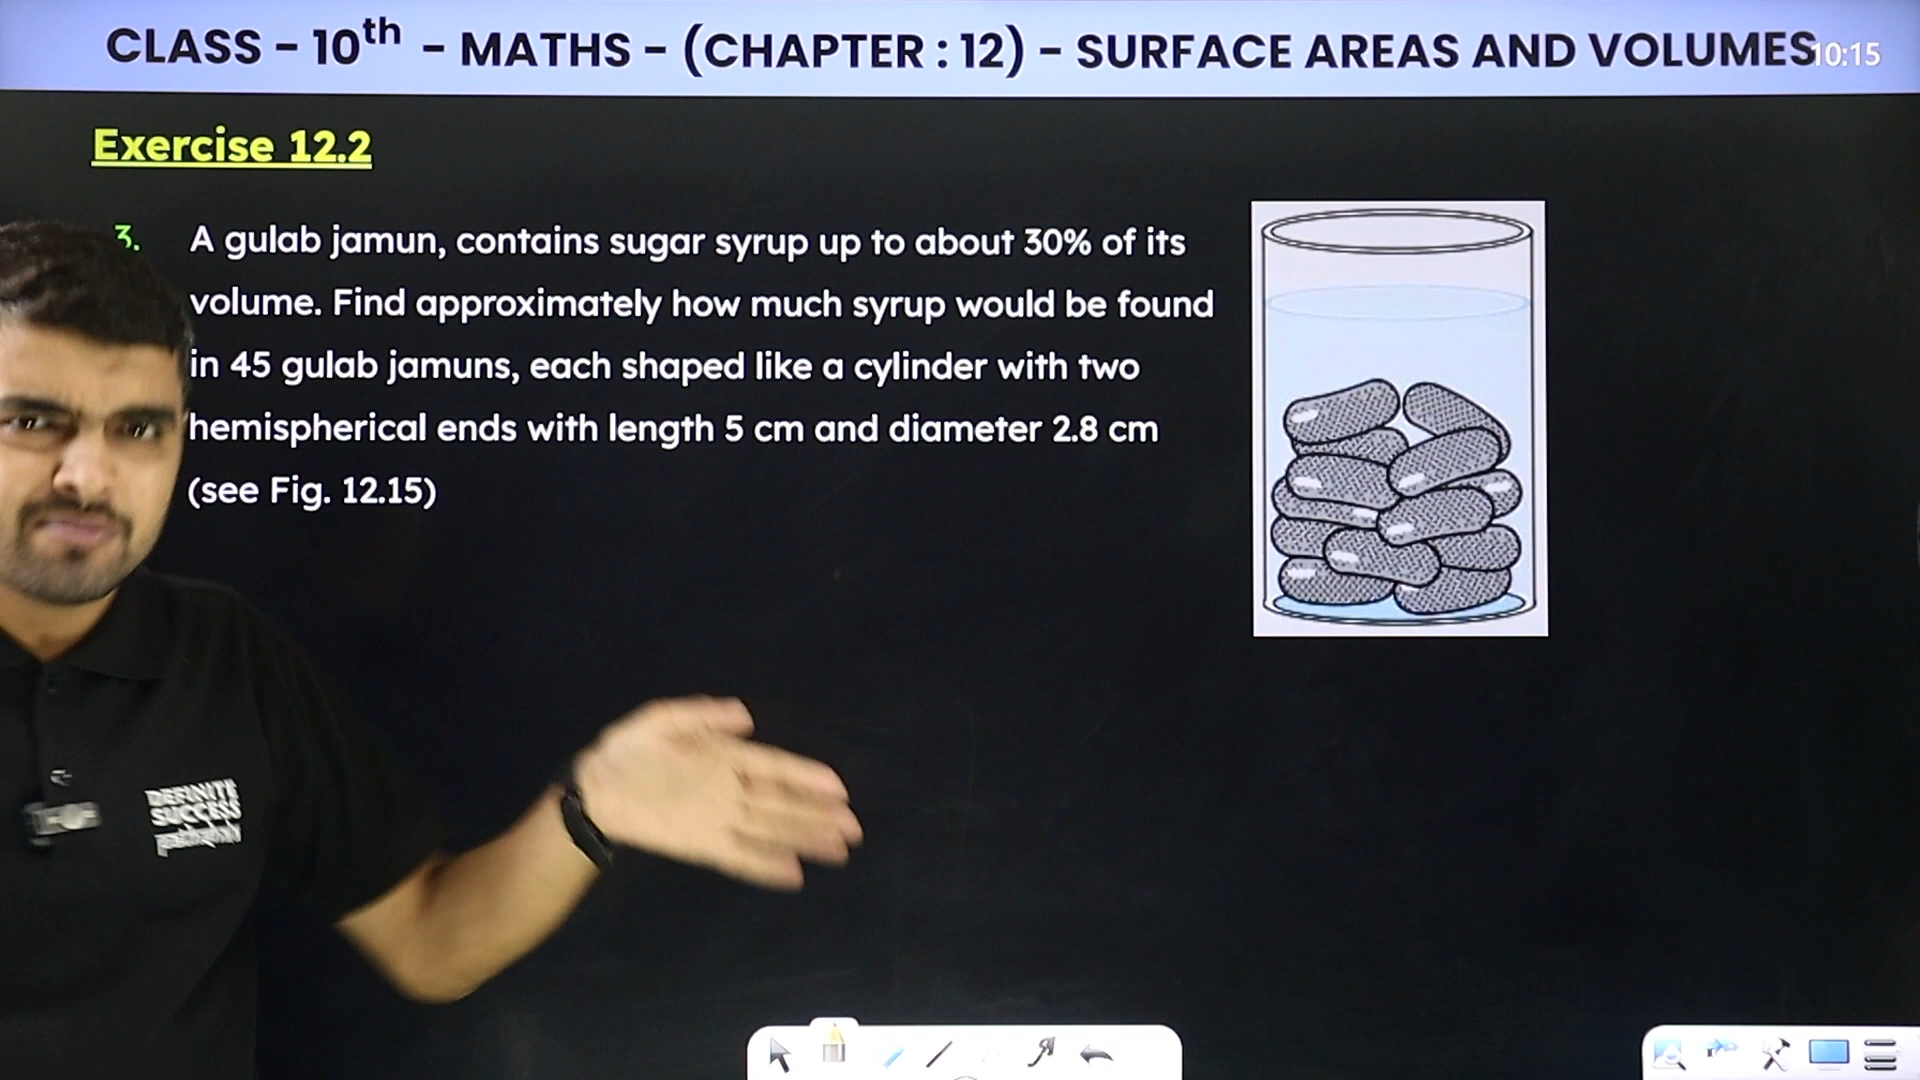 CLASS - 10th - MATHS - (CHAPTER : 12) - SURFACE AREAS AND VOLUMES
10:15
Exercise 12.2
3. A gulab jamun, contains sugar syrup up to about 30% of its
volume. Find approximately how much syrup would be found
in 45 gulab jamuns, each shaped like a cylinder with two
hemispherical ends with length 5 cm and diameter 2.8 cm
(see Fig. 12.15)
DEFINITE
SUCCESS